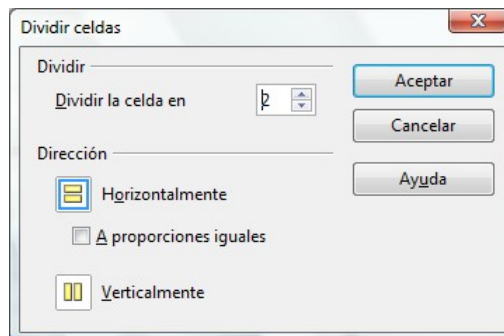 Dividir celdas
Dividir
Dividir la celda en
2
Aceptar
Cancelar
Ayuda
Dirección
Horizontalmente
A proporciones iguales
Verticalmente